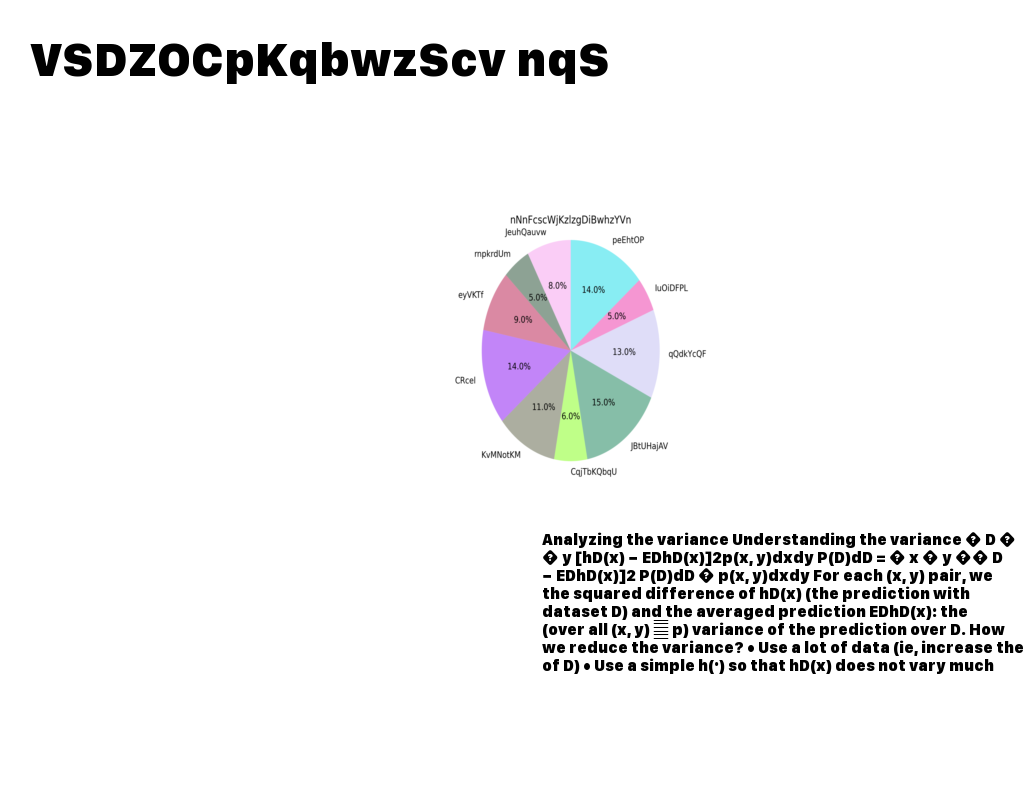 VSDZOCpKqbwzScv nqS
nNnFcscWjKzlzgDiBwhzYVn
JeuhQauvw
peEhtOP
mpkrdUm
8.0%
14.0%
IuOiDFPL
eyVKTf
5.0%
9.0%
5.0%
13.0%
qQdkYcQF
14.0%
CRcel
11.0%
6.0%
15.0%
KvMNotKM
JBtUHajAV
CqjTbKQbqU
Analyzing the variance Understanding the variance � D �
� y [hD(x) − EDhD(x)]2p(x, y)dxdy P(D)dD = � x � y �� D
− EDhD(x)]2 P(D)dD � p(x, y)dxdy For each (x, y) pair, we
the squared difference of hD(x) (the prediction with
dataset D) and the averaged prediction EDhD(x): the
(over all (x, y) p) variance of the prediction over D. How
we reduce the variance? • Use a lot of data (ie, increase the
of D) • Use a simple h(·) so that hD(x) does not vary much